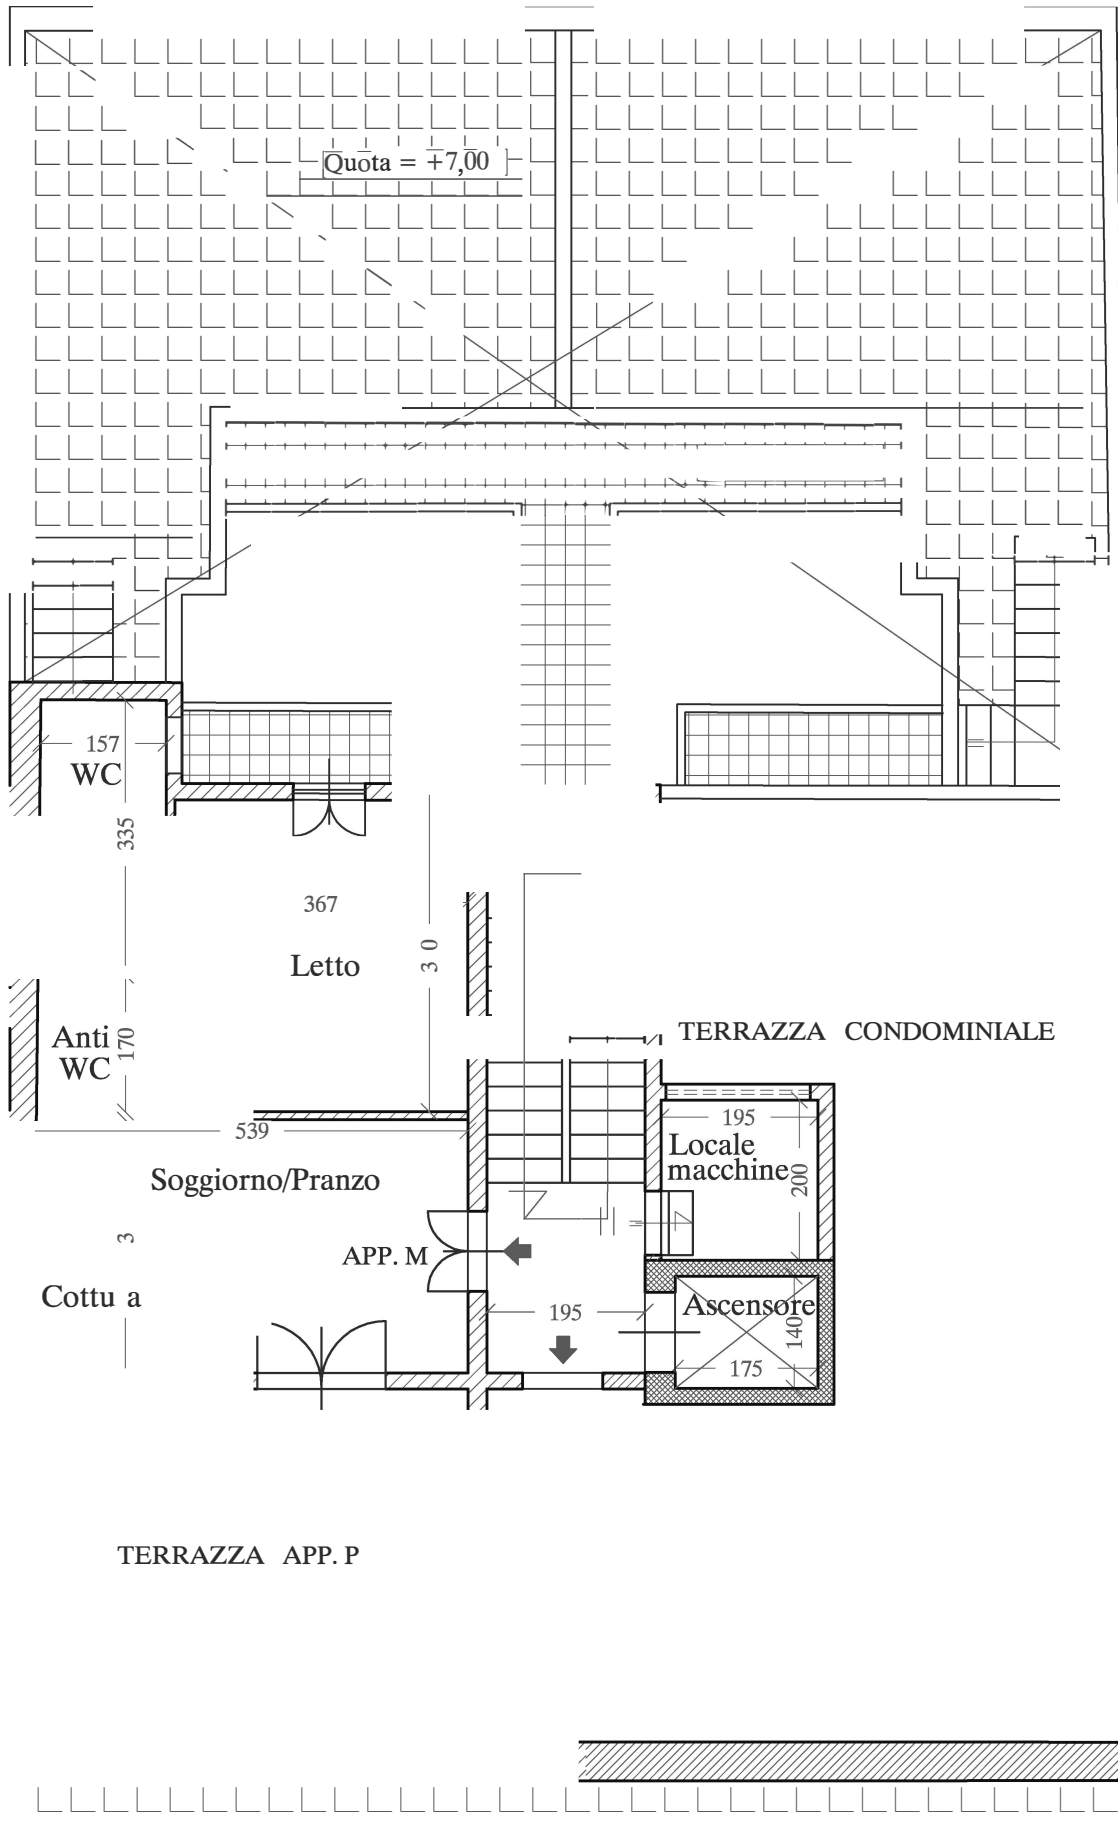 Quota = +7,00
157
WC
335
367
Letto
3 0
Anti
WC
170
TERRAZZA CONDOMINIALE
539
195
Locale
macchine
200
Soggiorno/Pranzo
3
APP. M
Cottu a
195
Ascensore
140
175
TERRAZZA APP. P